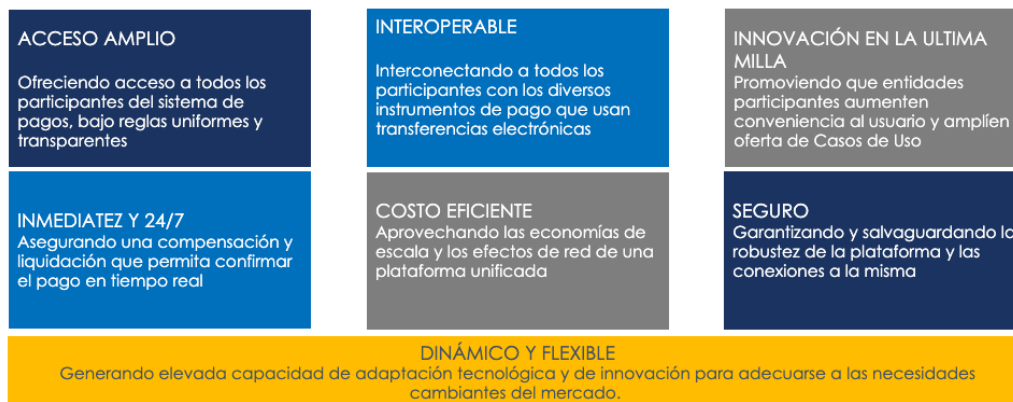 ACCESO AMPLIO
Ofreciendo acceso a todos los
participantes del sistema de
pagos, bajo reglas uniformes y
transparentes
INTEROPERABLE
Interconectando a todos los
participantes con los diversos
instrumentos de pago que usan
transferencias electrónicas
INNOVACIÓN EN LA ULTIMA
MILLA
Promoviendo que entidades
participantes aumenten
conveniencia al usuario y amplíen
oferta de Casos de Uso
INMEDIATEZ Y 24/7
Asegurando una compensación y
liquidación que permita confirmar
el pago en tiempo real
COSTO EFICIENTE
Aprovechando las economías de
escala y los efectos de red de una
plataforma unificada
SEGURO
Garantizando y salvaguardando la
robustez de la plataforma y las
conexiones a la misma
DINÁMICO Y FLEXIBLE
Generando elevada capacidad de adaptación tecnológica y de innovación para adecuarse a las necesidades
cambiantes del mercado.